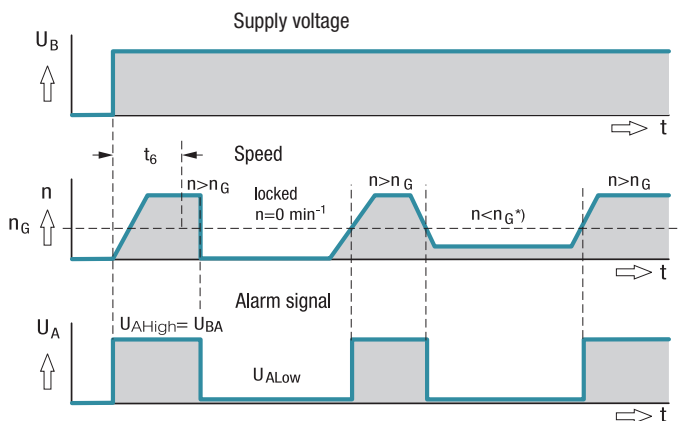 Supply voltage
U_B
t
t_6
Speed
n
n>n_G
locked
n=0 min⁻¹
n>n_G
n<n_G*)
n>n_G
n_G
t
Alarm signal
U_A
U_AHigh= U_BA
U_ALow
t